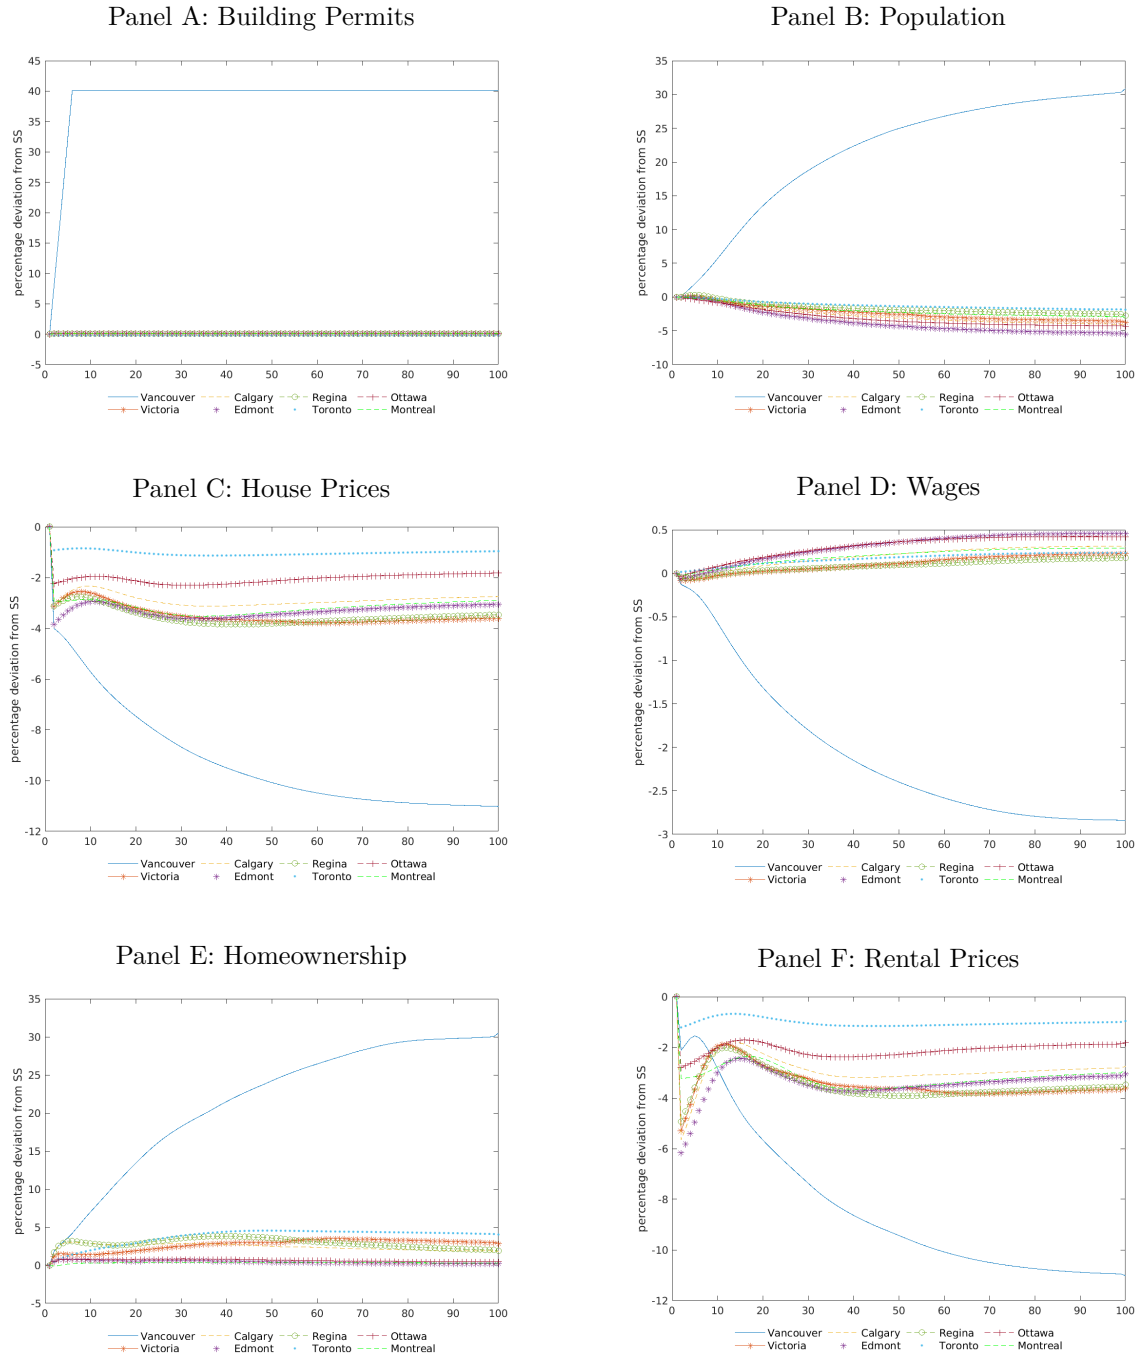 Panel A: Building Permits
percentage deviation from SS
45
40
35
30
25
20
15
10
5
0
-5
0 10 20 30 40 50 60 70 80 90 100
Vancouver Calgary Regina Ottawa
Victoria Edmont Toronto Montreal
Panel B: Population
percentage deviation from SS
35
30
25
20
15
10
5
0
-5
-10
0 10 20 30 40 50 60 70 80 90 100
Vancouver Calgary Regina Ottawa
Victoria Edmont Toronto Montreal
Panel C: House Prices
percentage deviation from SS
0
-2
-4
-6
-8
-10
-12
0 10 20 30 40 50 60 70 80 90 100
Vancouver Calgary Regina Ottawa
Victoria Edmont Toronto Montreal
Panel D: Wages
percentage deviation from SS
0.5
0
-0.5
-1
-1.5
-2
-2.5
-3
0 10 20 30 40 50 60 70 80 90 100
Vancouver Calgary Regina Ottawa
Victoria Edmont Toronto Montreal
Panel E: Homeownership
percentage deviation from SS
35
30
25
20
15
10
5
0
-5
0 10 20 30 40 50 60 70 80 90 100
Vancouver Calgary Regina Ottawa
Victoria Edmont Toronto Montreal
Panel F: Rental Prices
percentage deviation from SS
0
-2
-4
-6
-8
-10
-12
0 10 20 30 40 50 60 70 80 90 100
Vancouver Calgary Regina Ottawa
Victoria Edmont Toronto Montreal